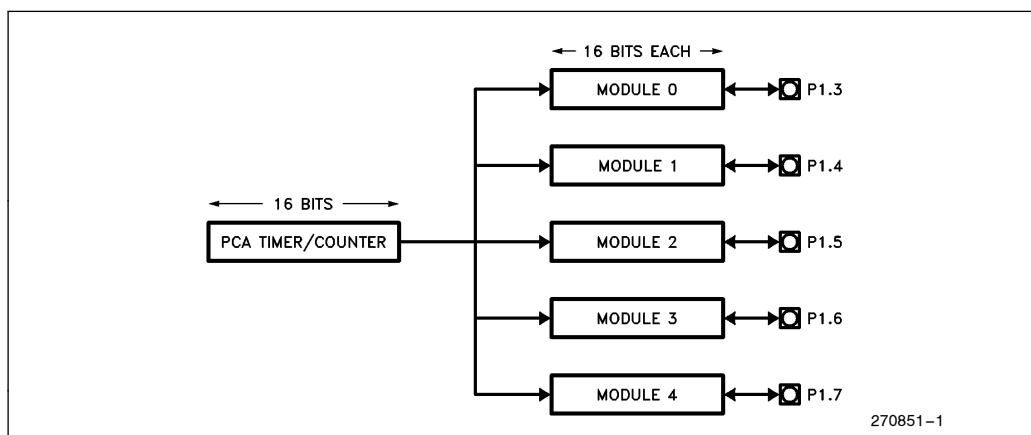 16 BITS EACH
MODULE 0
P1.3
MODULE 1
P1.4
16 BITS
PCA TIMER/COUNTER
MODULE 2
P1.5
MODULE 3
P1.6
MODULE 4
P1.7
270851–1